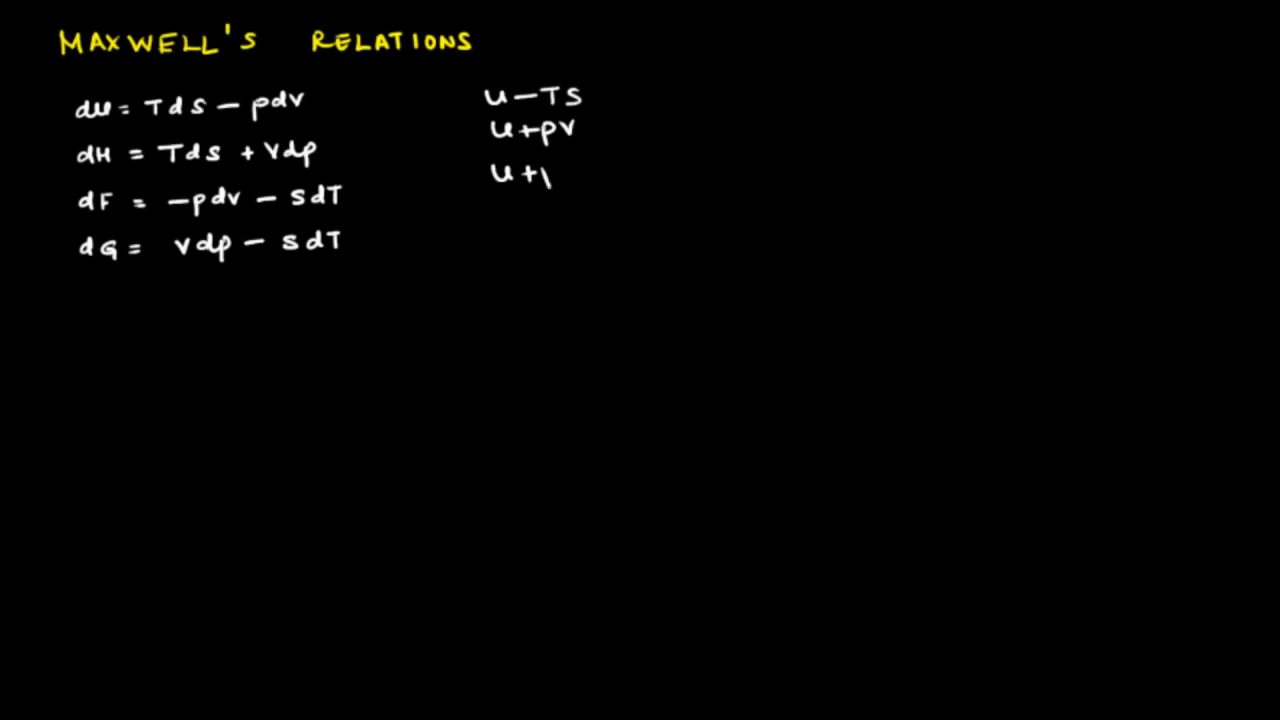 MAXWELL'S RELATIONS
dU = TdS - pdV
dH = TdS + Vdp
dF = -pdV - SdT
dG = Vdp - SdT
U - TS
U + PV
U +